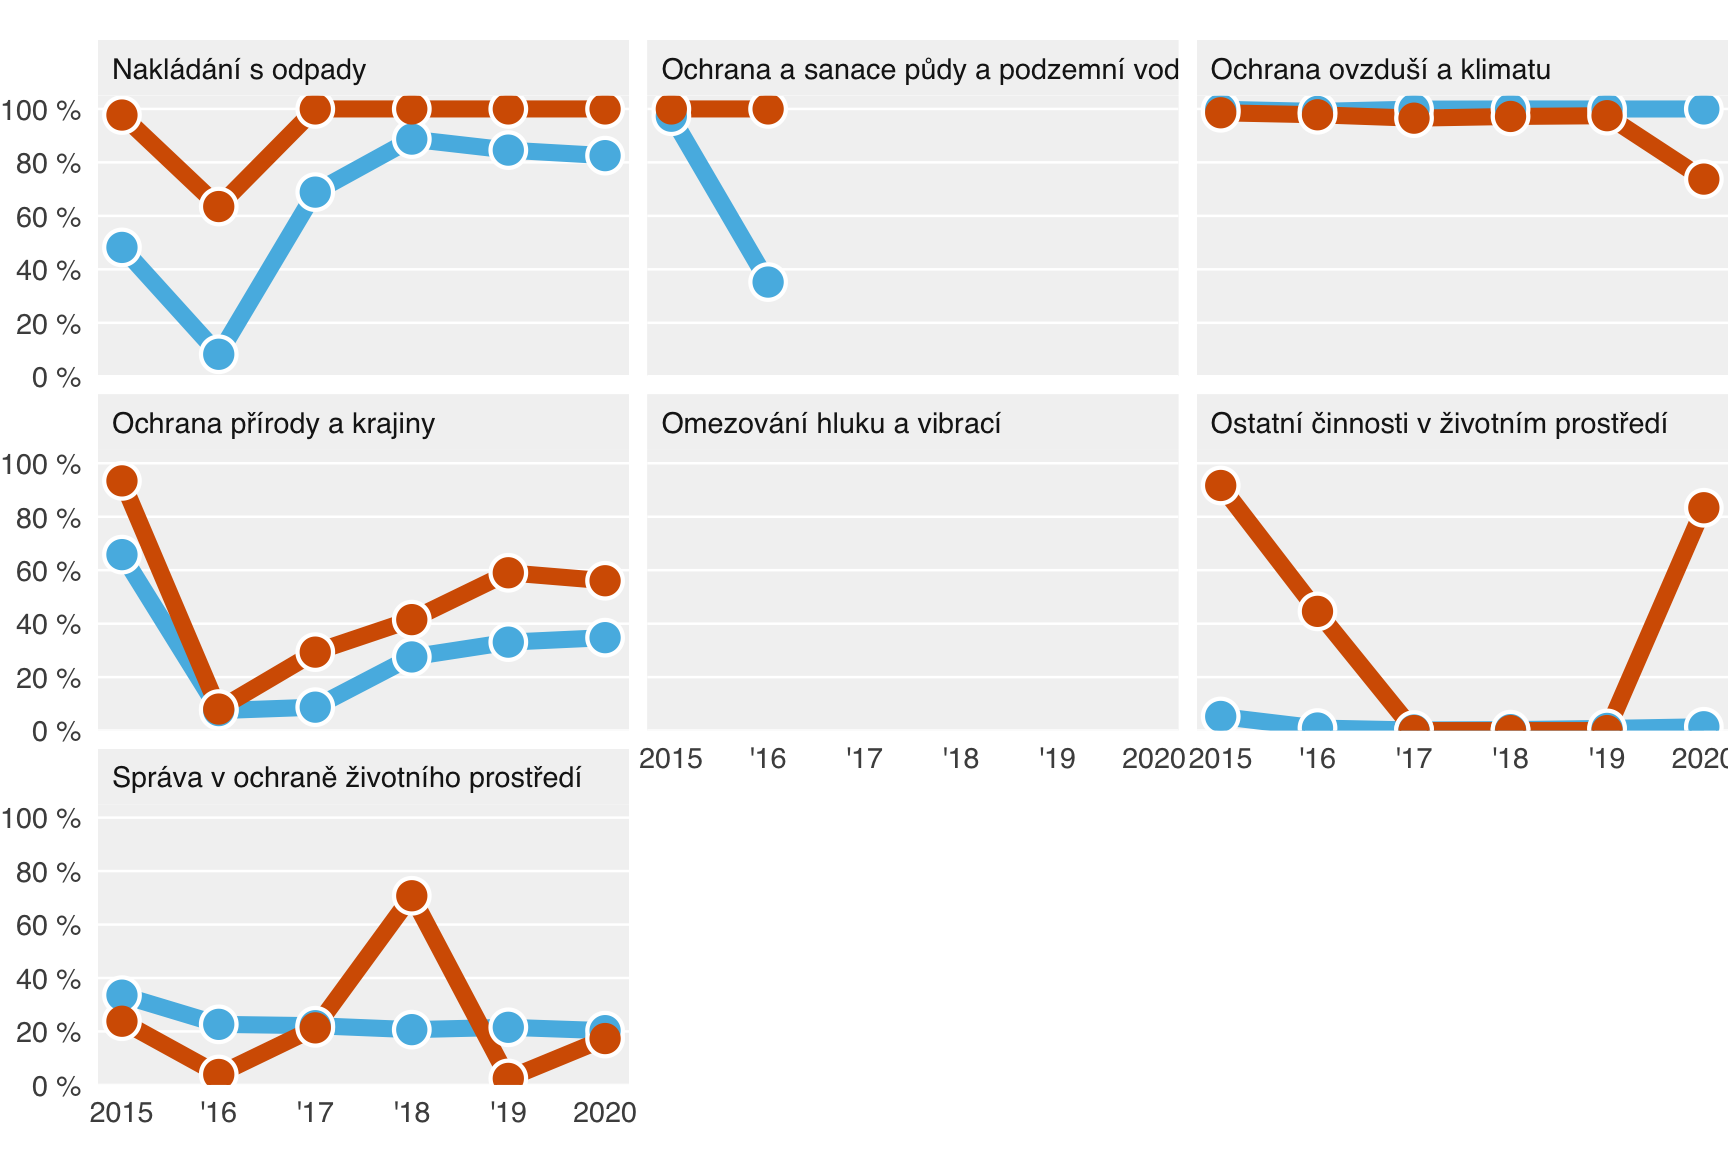 Nakládání s odpady
Ochrana a sanace půdy a podzemní vod
Ochrana ovzduší a klimatu
100 %
80 %
60 %
40 %
20 %
0 %
Ochrana přírody a krajiny
Omezování hluku a vibrací
Ostatní činnosti v životním prostředí
100 %
80 %
60 %
40 %
20 %
0 %
2015 '16 '17 '18 '19 2020
2015 '16 '17 '18 '19 2020
Správa v ochraně životního prostředí
100 %
80 %
60 %
40 %
20 %
0 %
2015 '16 '17 '18 '19 2020